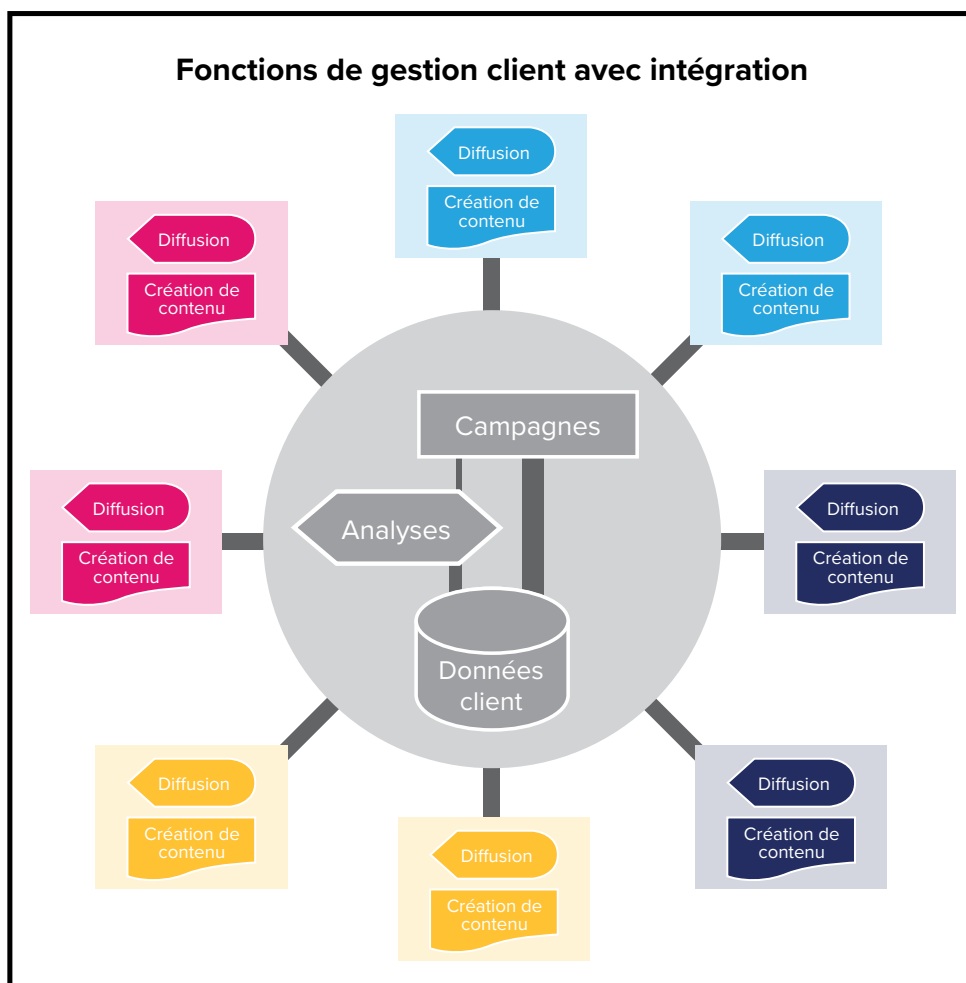 Fonctions de gestion client avec intégration
Diffusion
Création de
contenu
Diffusion
Création de
contenu
Diffusion
Création de
contenu
Campagnes
Analyses
Données
client
Diffusion
Création de
contenu
Diffusion
Création de
contenu
Diffusion
Création de
contenu
Diffusion
Création de
contenu
Diffusion
Création de
contenu